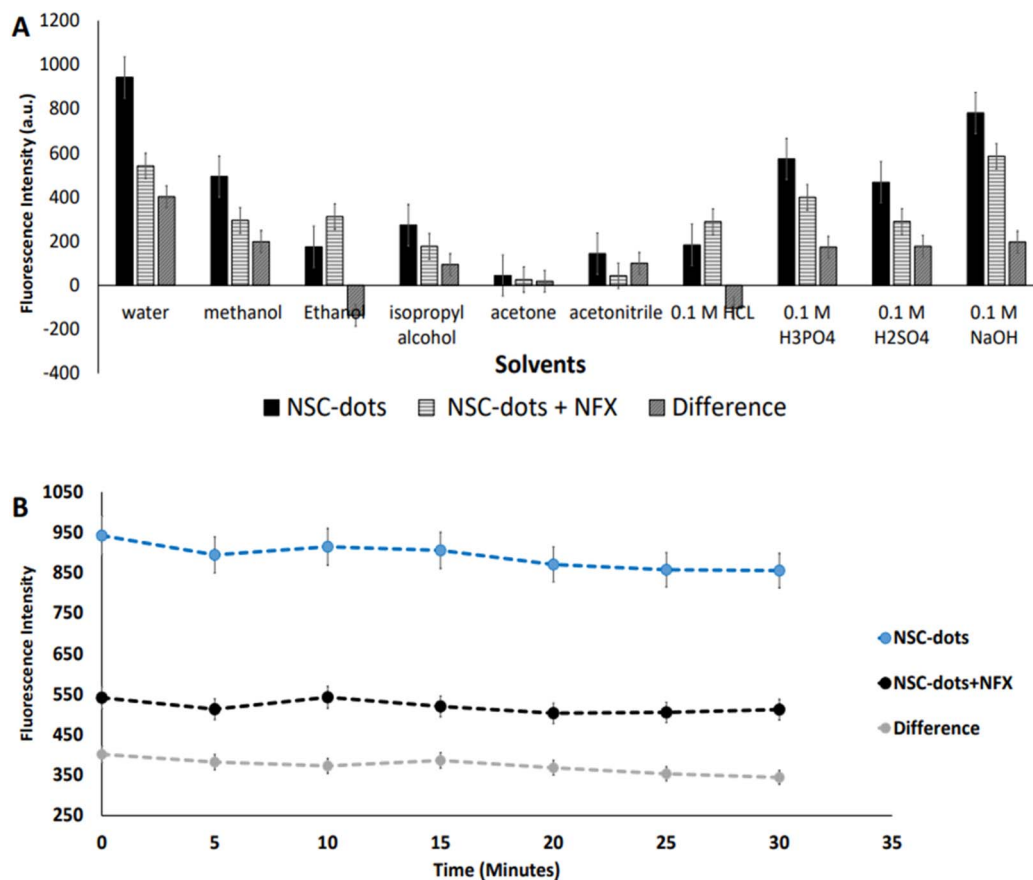 A
1200
1000
800
600
400
200
0
-200
-400
Fluorescence Intensity (a.u.)
water methanol Ethanol isopropyl alcohol acetone acetonitrile 0.1 M HCL 0.1 M H3PO4 0.1 M H2SO4 0.1 M NaOH
Solvents
NSC-dots NSC-dots + NFX Difference
B
1050
950
850
750
650
550
450
350
250
Fluorescence Intensity
0 5 10 15 20 25 30 35
Time (Minutes)
NSC-dots
NSC-dots+NFX
Difference